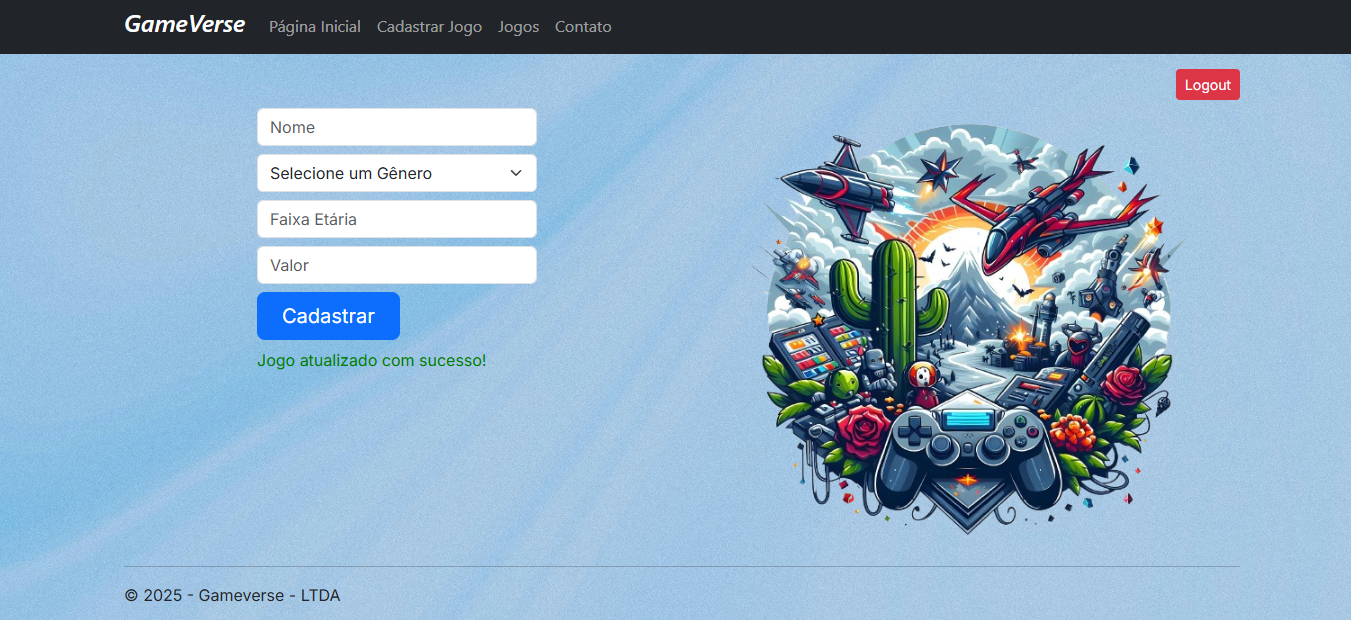 GameVerse Página Inicial Cadastrar Jogo Jogos Contato
Logout
Nome
Selecione um Gênero
Faixa Etária
Valor
Cadastrar
Jogo atualizado com sucesso!
© 2025 - Gameverse - LTDA